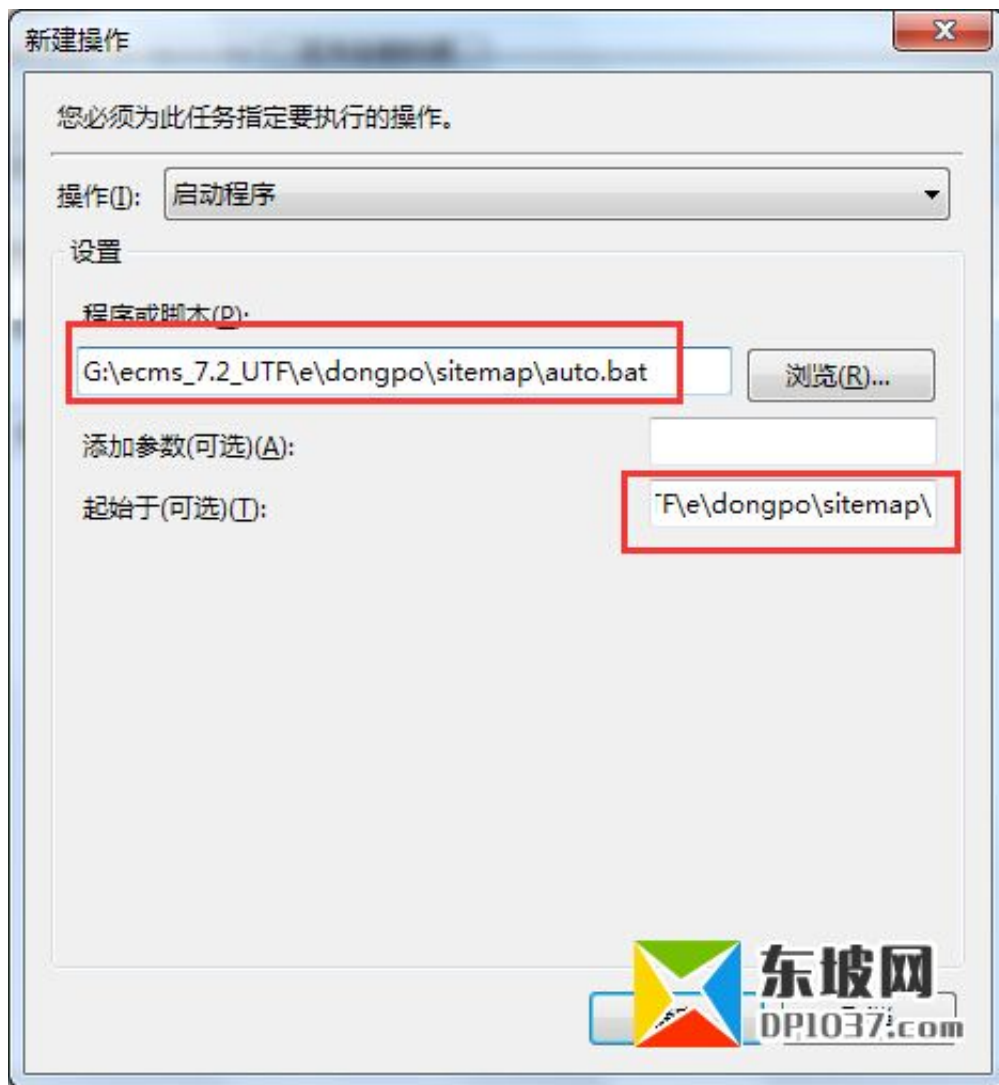 新建操作
您必须为此任务指定要执行的操作。
操作(I): 启动程序
设置
程序或脚本(P):
G:\ecms_7.2_UTF\e\dongpo\sitemap\auto.bat 浏览(R)...
添加参数(可选)(A):
起始于(可选)(T): F\e\dongpo\sitemap\
东坡网
DP1037.com